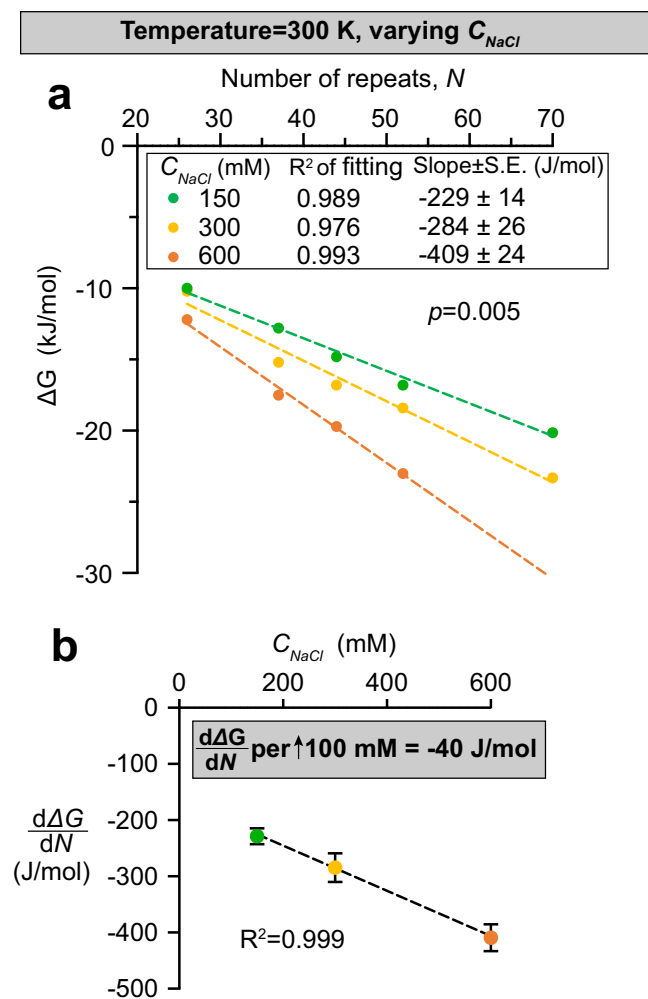 Temperature=300 K, varying C_NaCl
a
Number of repeats, N
20 30 40 50 60 70
0
C_NaCl (mM) R² of fitting Slope±S.E. (J/mol)
150 0.989 -229 ± 14
300 0.976 -284 ± 26
600 0.993 -409 ± 24
-10
p=0.005
ΔG (kJ/mol)
-20
-30
b
C_NaCl (mM)
0 200 400 600
0
dΔG/dN per↑100 mM = -40 J/mol
-100
-200
dΔG
dN
(J/mol)
-300
R²=0.999
-400
-500